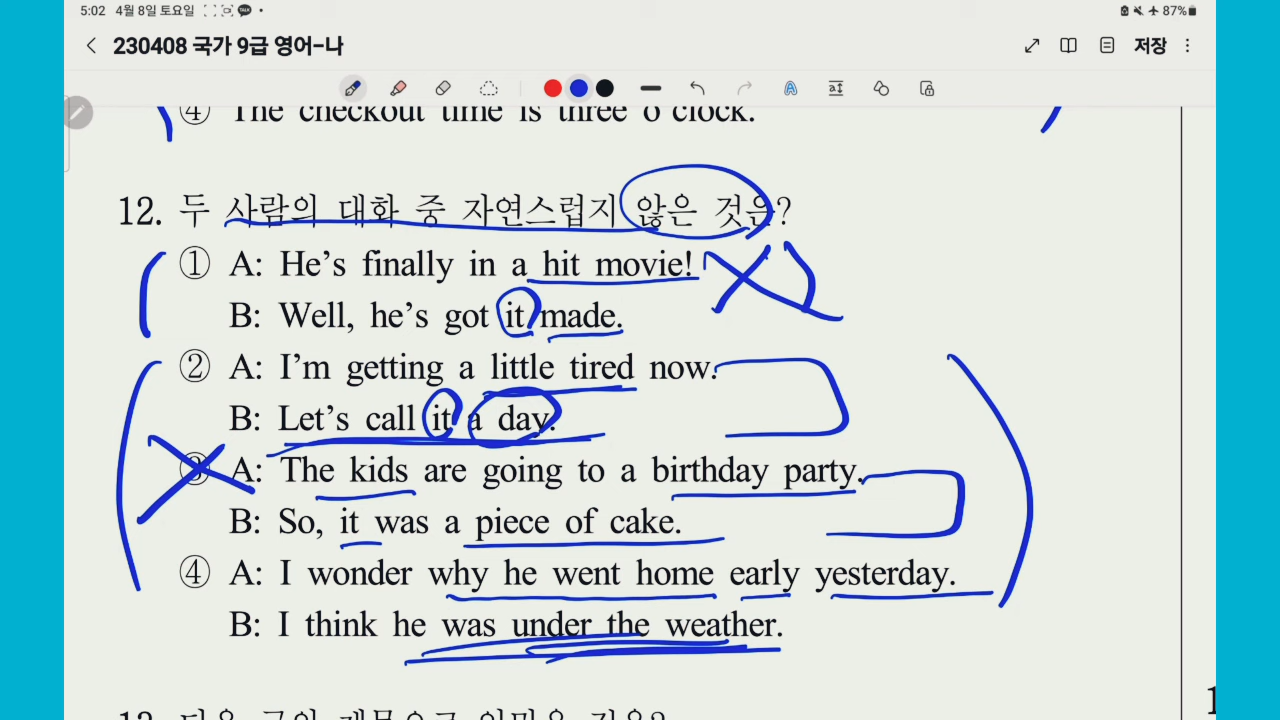 5:02 4월 8일 토요일 87%
230408 국가 9급 영어-나 저장
④ The checkout time is three o'clock.
12. 두 사람의 대화 중 자연스럽지 않은 것은?
① A: He's finally in a hit movie!
B: Well, he's got it made.
② A: I'm getting a little tired now.
B: Let's call it a day.
③ A: The kids are going to a birthday party.
B: So, it was a piece of cake.
④ A: I wonder why he went home early yesterday.
B: I think he was under the weather.